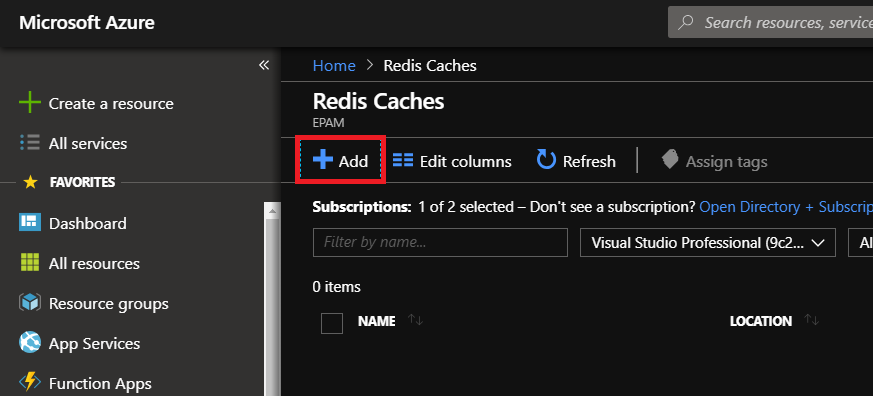 Microsoft Azure
Search resources, service
Home > Redis Caches
Create a resource
All services
FAVORITES
Dashboard
All resources
Resource groups
App Services
Function Apps
Redis Caches
EPAM
Add Edit columns Refresh Assign tags
Subscriptions: 1 of 2 selected – Don't see a subscription? Open Directory + Subscrip
Filter by name... Visual Studio Professional (9c2... Al
0 items
NAME LOCATION